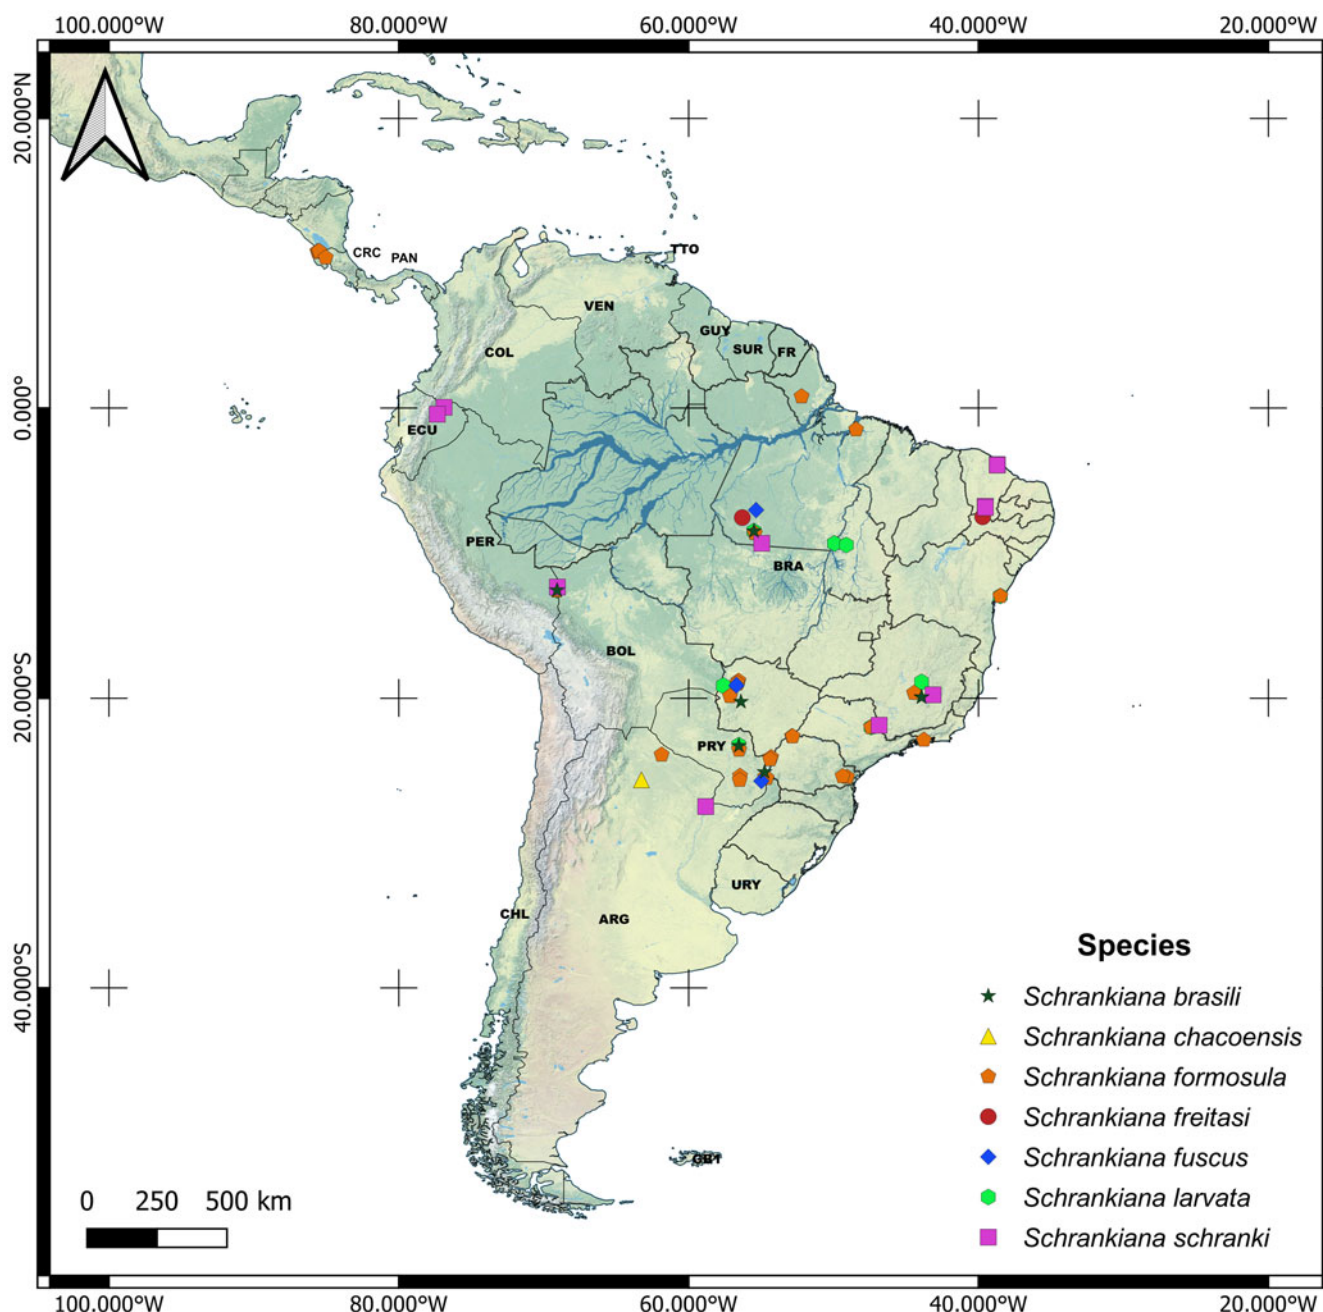 100.000°W 80.000°W 60.000°W 40.000°W 20.000°W
20.000°N
CRC PAN
TTO
VEN
GUY
SUR FR
COL
0.000°
ECU
PER
BRA
BOL
20.000°S
PRY
URY
CHL ARG
Species
40.000°S
Schrankiana brasili
Schrankiana chacoensis
Schrankiana formosula
Schrankiana freitasi
Schrankiana fuscus
GBT
0 250 500 km
Schrankiana larvata
Schrankiana schranki
100.000°W 80.000°W 60.000°W 40.000°W 20.000°W